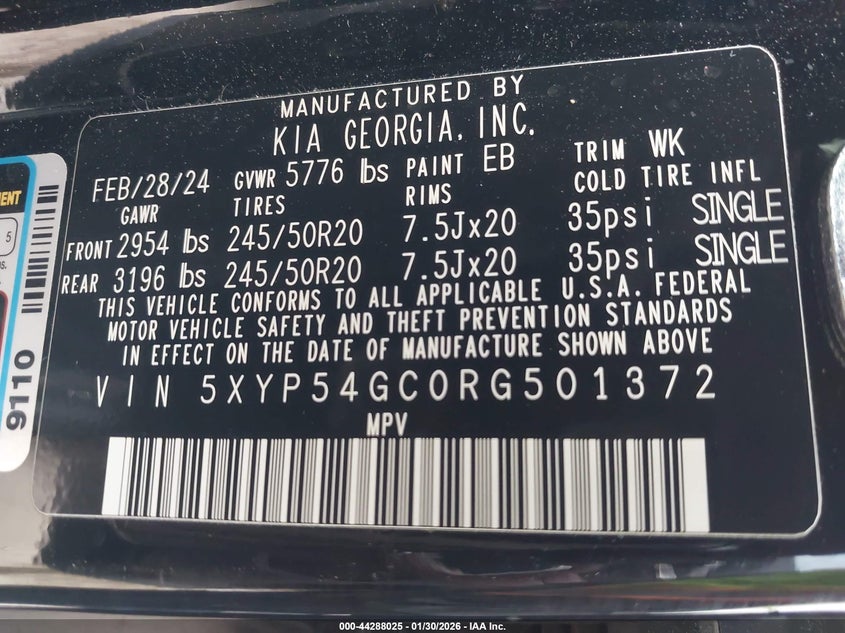 MANUFACTURED BY
KIA GEORGIA, INC.
FEB/28/24 GVWR 5776 lbs PAINT EB TRIM WK
GAWR TIRES RIMS COLD TIRE INFL
FRONT 2954 lbs 245/50R20 7.5Jx20 35psi SINGLE
REAR 3196 lbs 245/50R20 7.5Jx20 35psi SINGLE
THIS VEHICLE CONFORMS TO ALL APPLICABLE U.S.A. FEDERAL
MOTOR VEHICLE SAFETY AND THEFT PREVENTION STANDARDS
IN EFFECT ON THE DATE OF MANUFACTURE SHOWN ABOVE
VIN 5XYP54GC0RG501372
MPV
5
9110
000-44288025 - 01/30/2026 - IAA Inc.